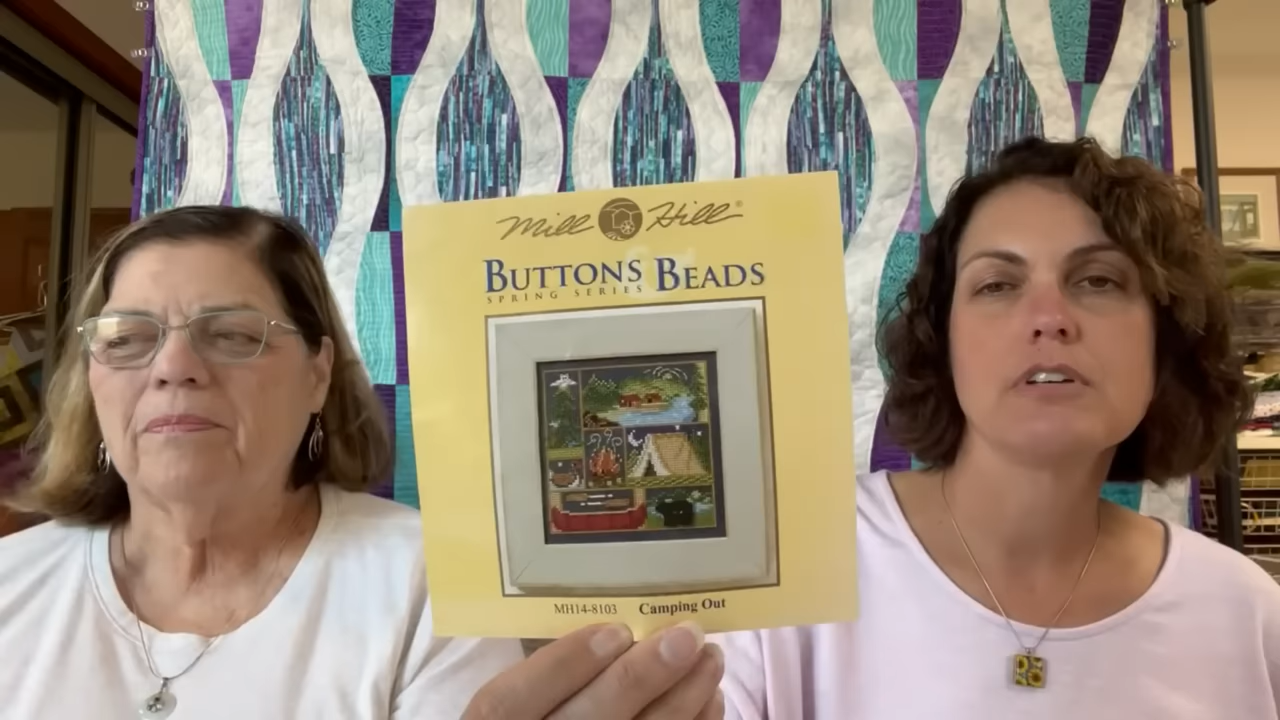 Mill Hill®
BUTTONS & BEADS
SPRING SERIES
MH14-8103 Camping Out